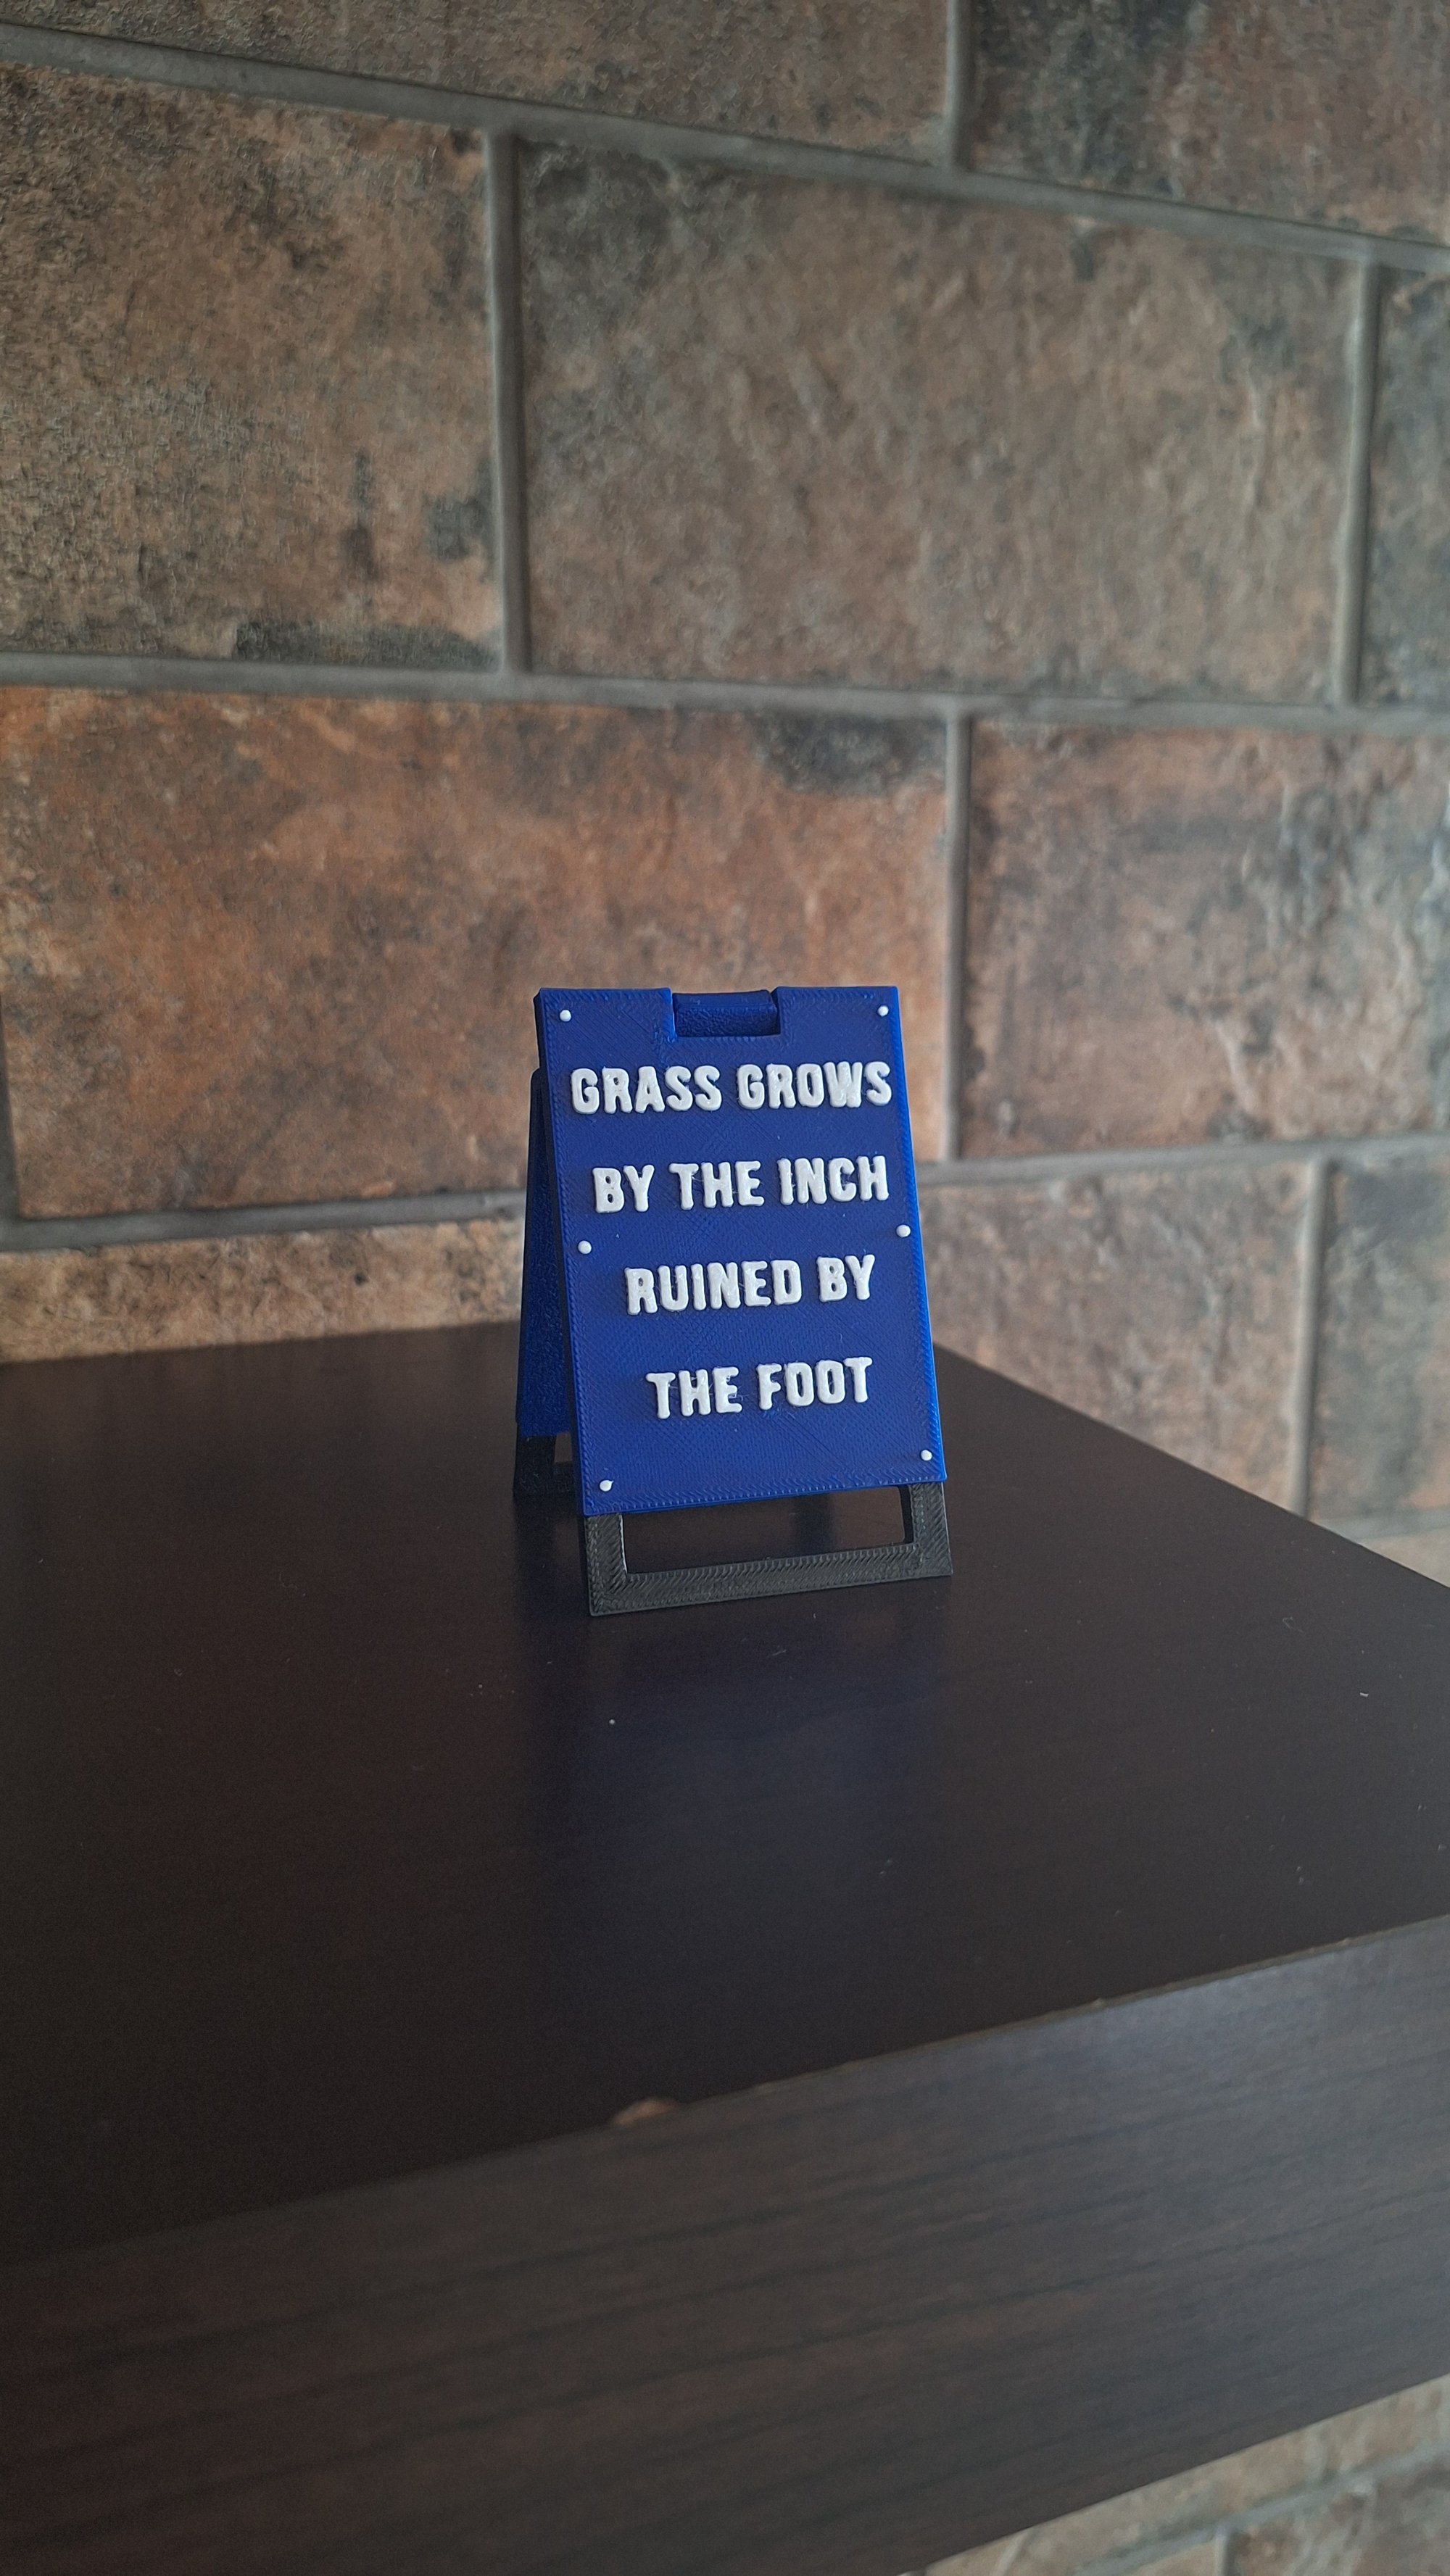 GRASS GROWS
BY THE INCH
RUINED BY
THE FOOT